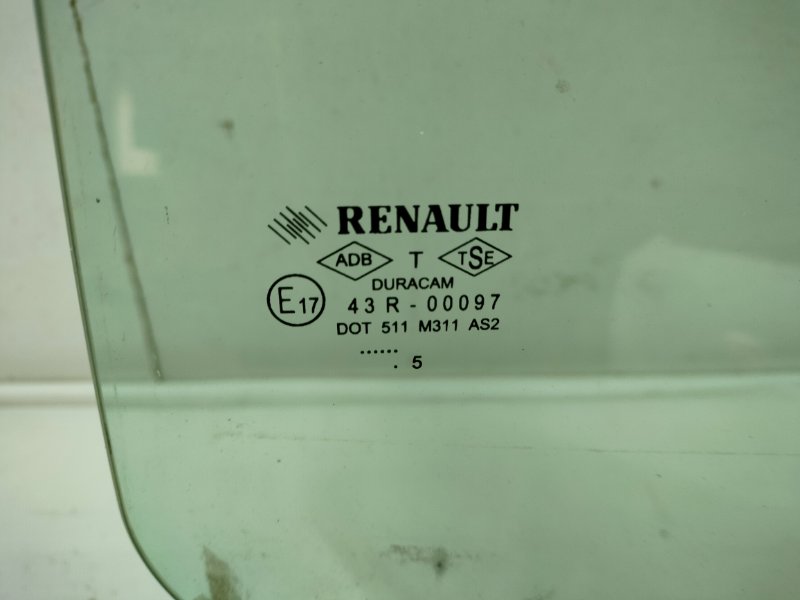 RENAULT
ADB T TSE
DURACAM
E17 43R-00097
DOT 511 M311 AS2
......
. 5